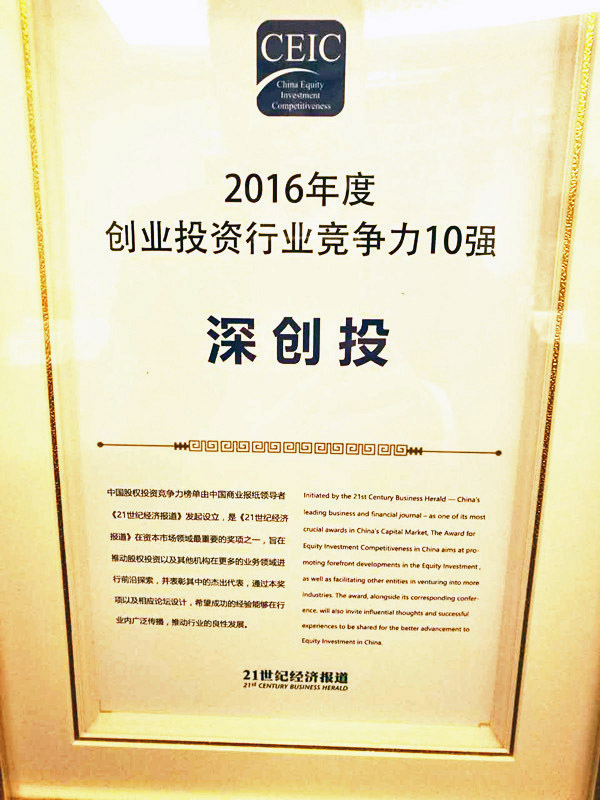 CEIC
China Equity
Investment
Competitiveness
2016年度
创业投资行业竞争力10强
深创投
中国股权投资竞争力榜单由中国商业报纸领导者
《21世纪经济报道》发起设立，是《21世纪经济
报道》在资本市场领域最重要的奖项之一，旨在
推动股权投资以及其他机构在更多的业务领域进
行前沿探索，并表彰其中的杰出代表，通过本奖
项以及相应论坛设计，希望成功的经验能够在行
业内广泛传播，推动行业的良性发展。
Initiated by the 21st Century Business Herald — China's
leading business and financial journal – as one of its most
crucial awards in China's Capital Market, The Award for
Equity Investment Competitiveness in China aims at pro-
moting forefront developments in the Equity Investment,
as well as facilitating other entities in venturing into more
industries. The award, alongside its corresponding confer-
ence, will also invite influential thoughts and successful
experiences to be shared for the better advancement to
Equity Investment in China.
21世纪经济报道
21st CENTURY BUSINESS HERALD